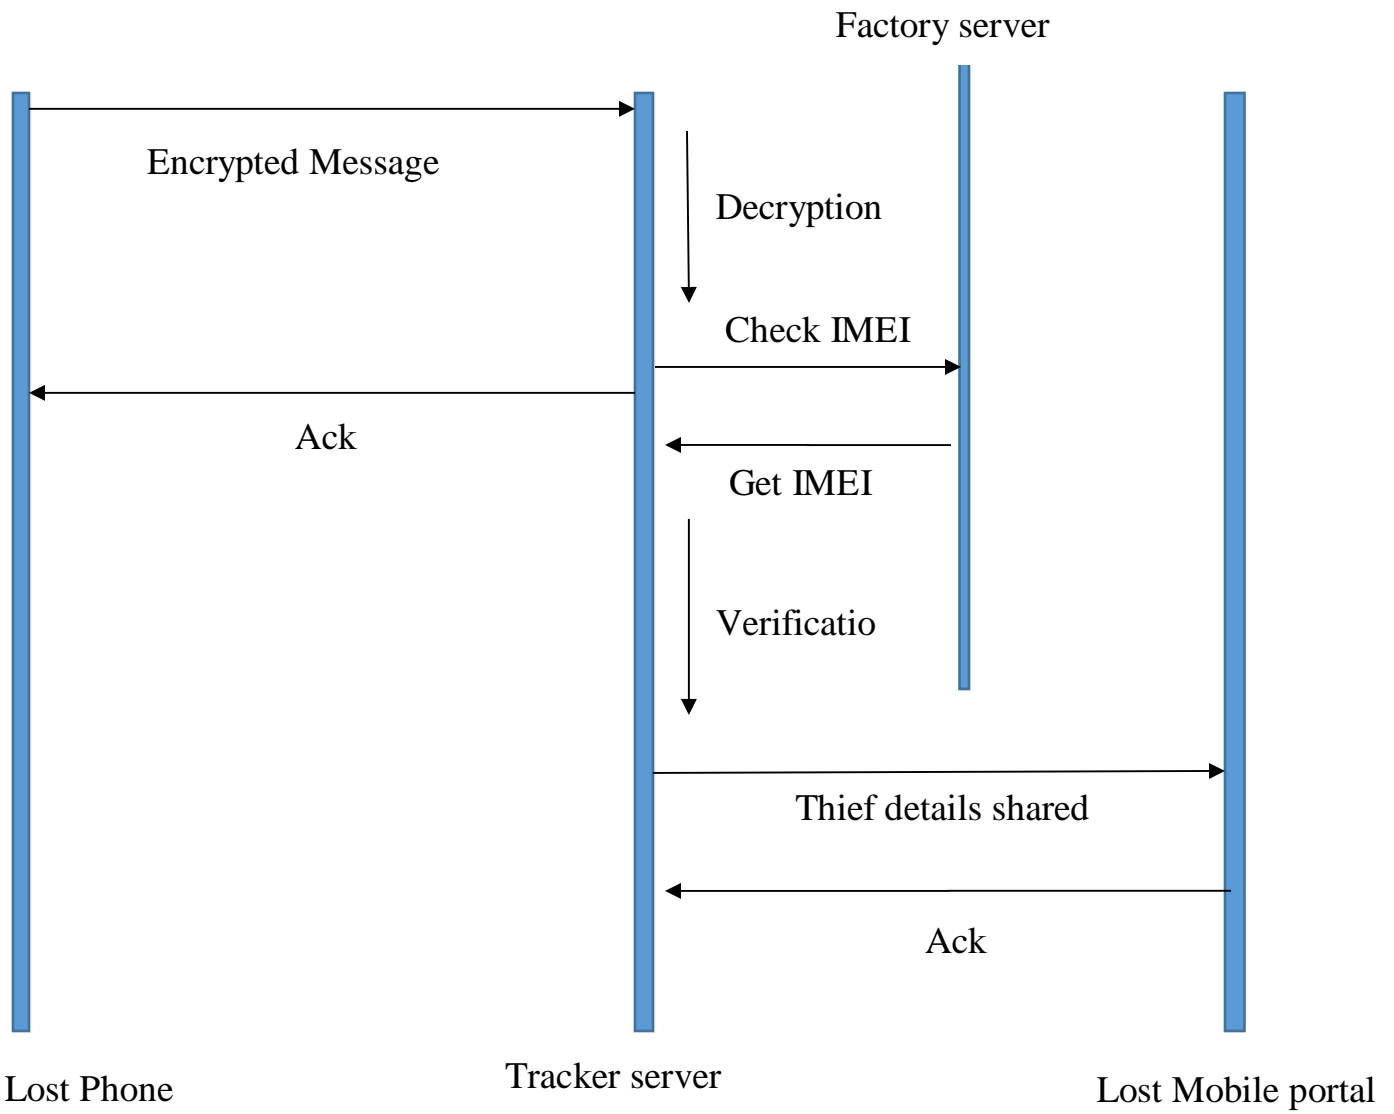 Factory server
Encrypted Message
Decryption
Check IMEI
Ack
Get IMEI
Verificatio
Thief details shared
Ack
Lost Phone
Tracker server
Lost Mobile portal